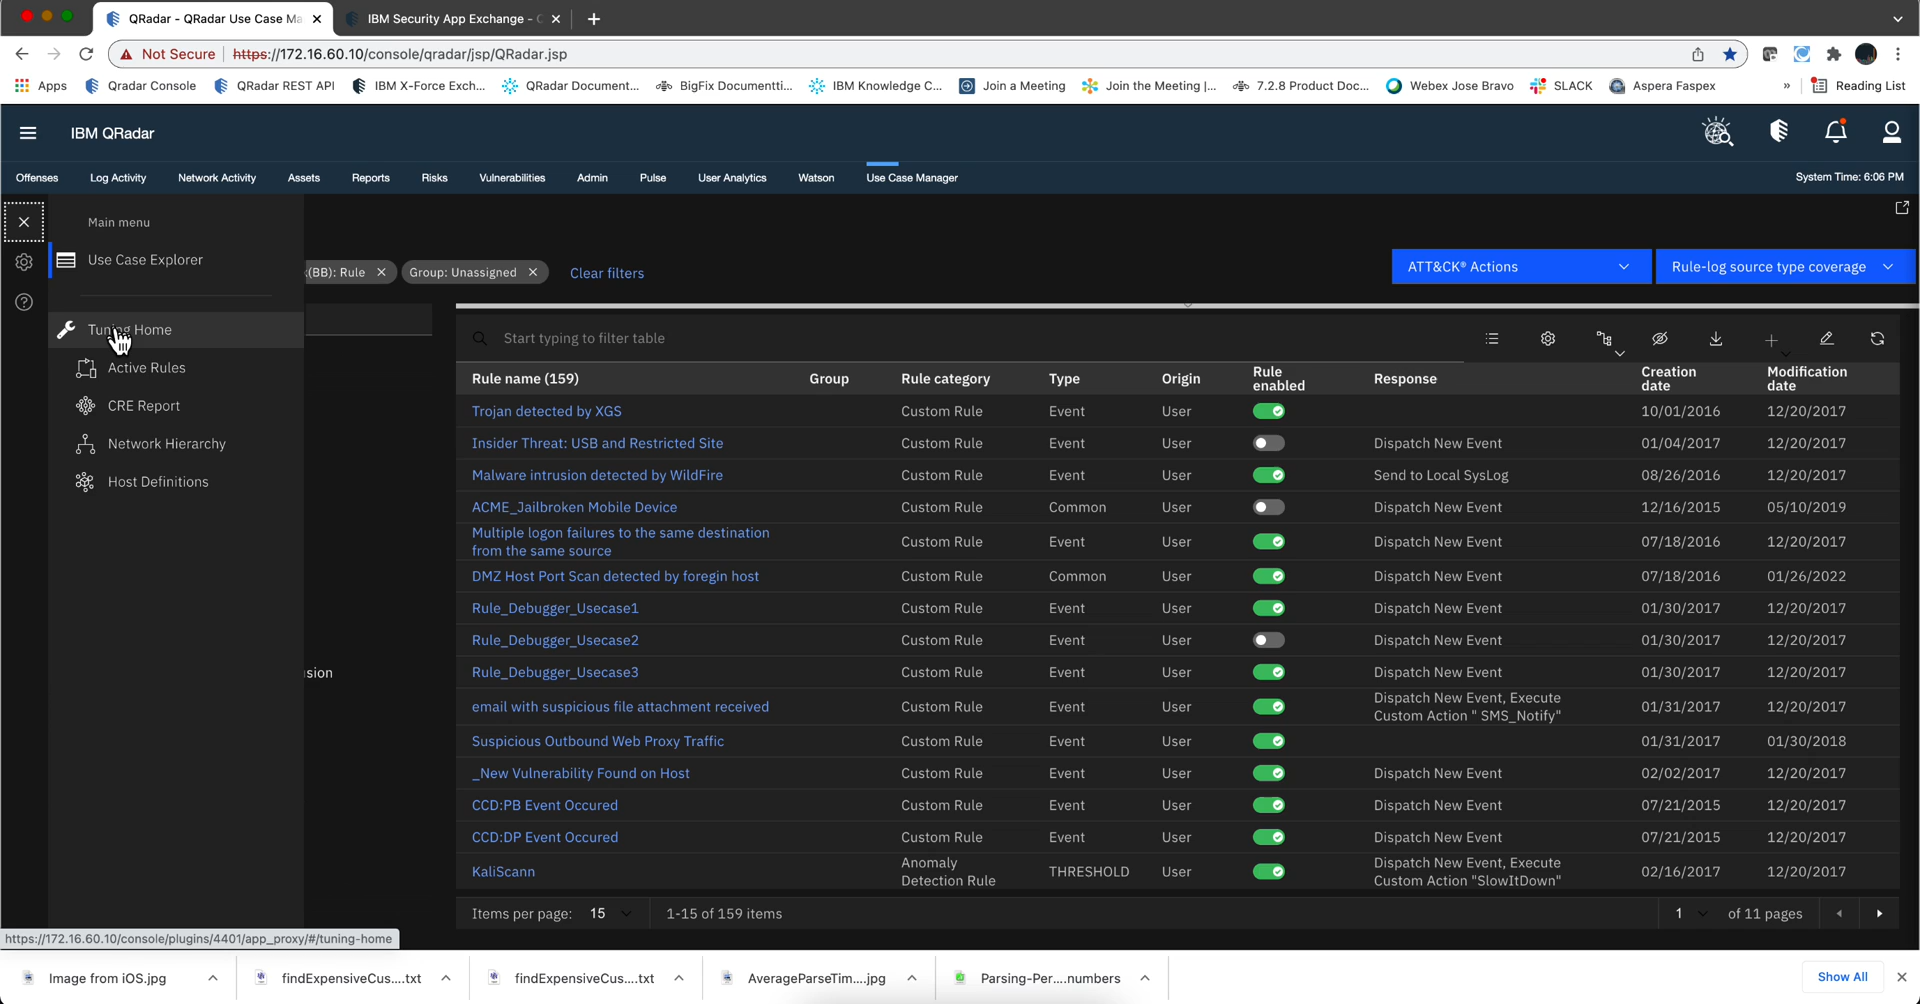 QRadar - QRadar Use Case Ma
IBM Security App Exchange -
Not Secure
https://172.16.60.10/console/qradar/jsp/QRadar.jsp
Apps
Qradar Console
QRadar REST API
IBM X-Force Exch...
QRadar Document...
BigFix Documentti...
IBM Knowledge C...
Join a Meeting
Join the Meeting |...
7.2.8 Product Doc...
Webex Jose Bravo
SLACK
Aspera Faspex
»
Reading List
IBM QRadar
Offenses
Log Activity
Network Activity
Assets
Reports
Risks
Vulnerabilities
Admin
Pulse
User Analytics
Watson
Use Case Manager
System Time: 6:06 PM
Main menu
Use Case Explorer
Tuning Home
Active Rules
CRE Report
Network Hierarchy
Host Definitions
(BB): Rule
Group: Unassigned
Clear filters
ATT&CK® Actions
Rule-log source type coverage
sion
Start typing to filter table
Rule name (159) Group Rule category Type Origin Rule enabled Response Creation date Modification date
Trojan detected by XGS Custom Rule Event User 10/01/2016 12/20/2017
Insider Threat: USB and Restricted Site Custom Rule Event User Dispatch New Event 01/04/2017 12/20/2017
Malware intrusion detected by WildFire Custom Rule Event User Send to Local SysLog 08/26/2016 12/20/2017
ACME_Jailbroken Mobile Device Custom Rule Common User Dispatch New Event 12/16/2015 05/10/2019
Multiple logon failures to the same destination from the same source Custom Rule Event User Dispatch New Event 07/18/2016 12/20/2017
DMZ Host Port Scan detected by foregin host Custom Rule Common User Dispatch New Event 07/18/2016 01/26/2022
Rule_Debugger_Usecase1 Custom Rule Event User Dispatch New Event 01/30/2017 12/20/2017
Rule_Debugger_Usecase2 Custom Rule Event User Dispatch New Event 01/30/2017 12/20/2017
Rule_Debugger_Usecase3 Custom Rule Event User Dispatch New Event 01/30/2017 12/20/2017
email with suspicious file attachment received Custom Rule Event User Dispatch New Event, Execute Custom Action " SMS_Notify" 01/31/2017 12/20/2017
Suspicious Outbound Web Proxy Traffic Custom Rule Event User 01/31/2017 01/30/2018
_New Vulnerability Found on Host Custom Rule Event User Dispatch New Event 02/02/2017 12/20/2017
CCD:PB Event Occured Custom Rule Event User Dispatch New Event 07/21/2015 12/20/2017
CCD:DP Event Occured Custom Rule Event User Dispatch New Event 07/21/2015 12/20/2017
KaliScann Anomaly Detection Rule THRESHOLD User Dispatch New Event, Execute Custom Action "SlowItDown" 02/16/2017 12/20/2017
Items per page: 15
1-15 of 159 items
1 of 11 pages
https://172.16.60.10/console/plugins/4401/app_proxy/#/tuning-home
Image from iOS.jpg
findExpensiveCus....txt
findExpensiveCus....txt
AverageParseTim....jpg
Parsing-Per....numbers
Show All